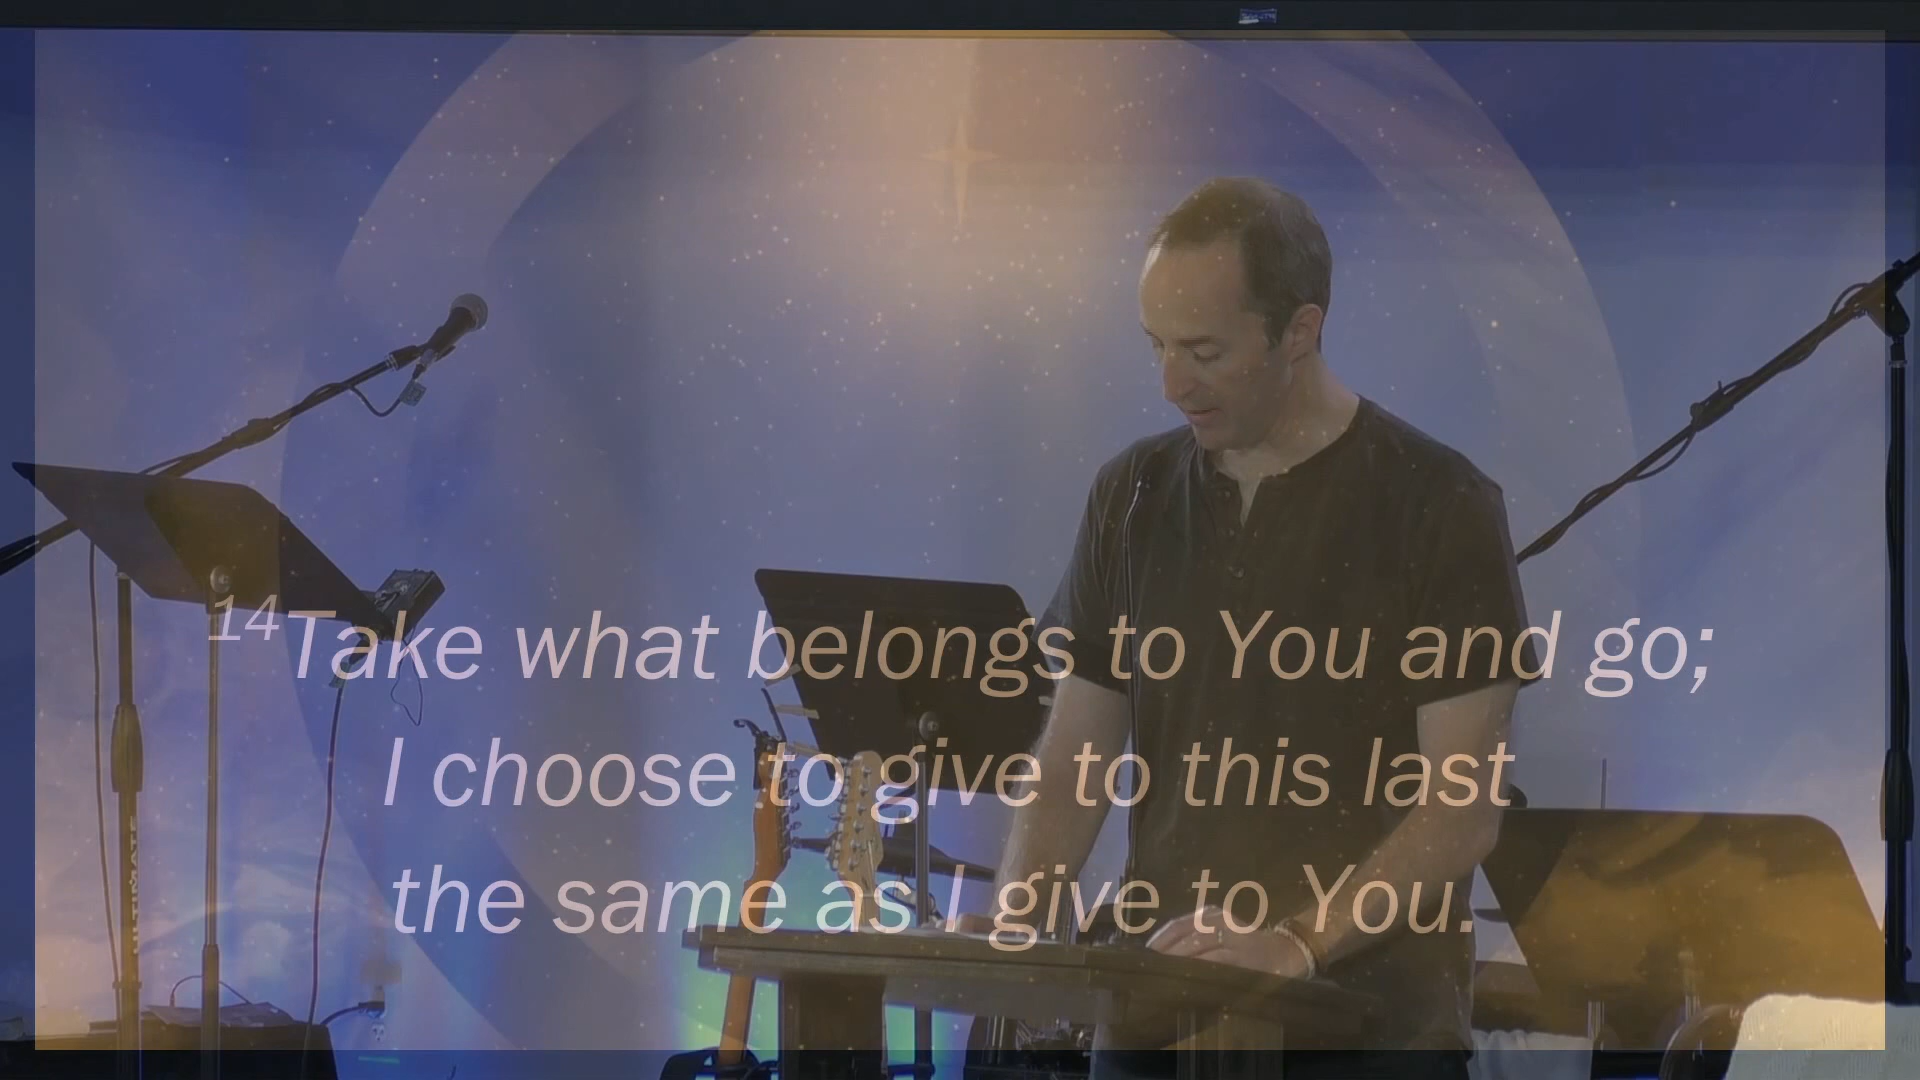 14Take what belongs to You and go;
I choose to give to this last
the same as I give to You.
ULTIMATE